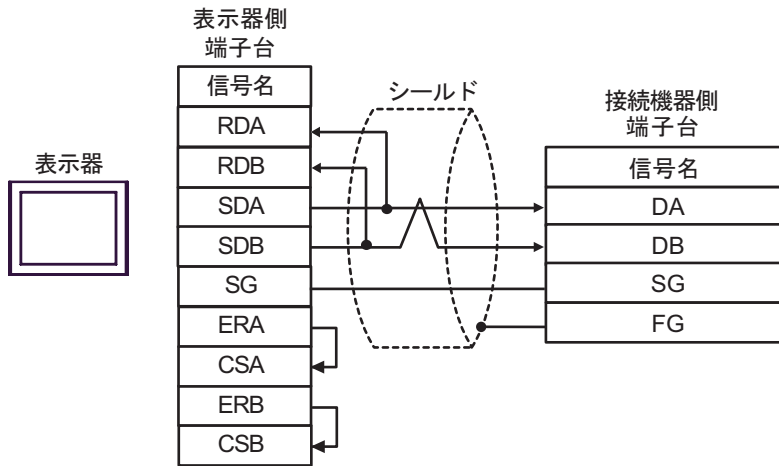 表示器
表示器側
端子台
信号名
RDA
RDB
SDA
SDB
SG
ERA
CSA
ERB
CSB
シールド
接続機器側
端子台
信号名
DA
DB
SG
FG